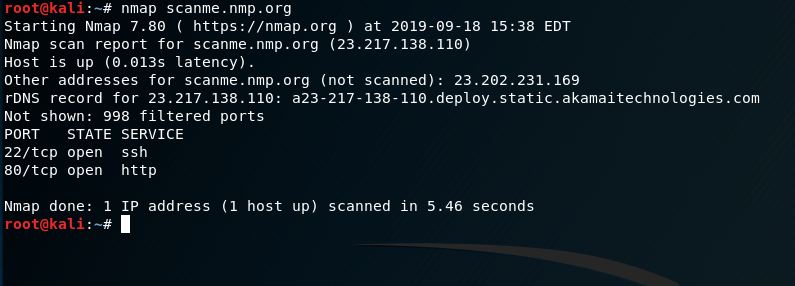 root@kali:~# nmap scanme.nmp.org
Starting Nmap 7.80 ( https://nmap.org ) at 2019-09-18 15:38 EDT
Nmap scan report for scanme.nmp.org (23.217.138.110)
Host is up (0.013s latency).
Other addresses for scanme.nmp.org (not scanned): 23.202.231.169
rDNS record for 23.217.138.110: a23-217-138-110.deploy.static.akamaitechnologies.com
Not shown: 998 filtered ports
PORT   STATE SERVICE
22/tcp open  ssh
80/tcp open  http

Nmap done: 1 IP address (1 host up) scanned in 5.46 seconds
root@kali:~#